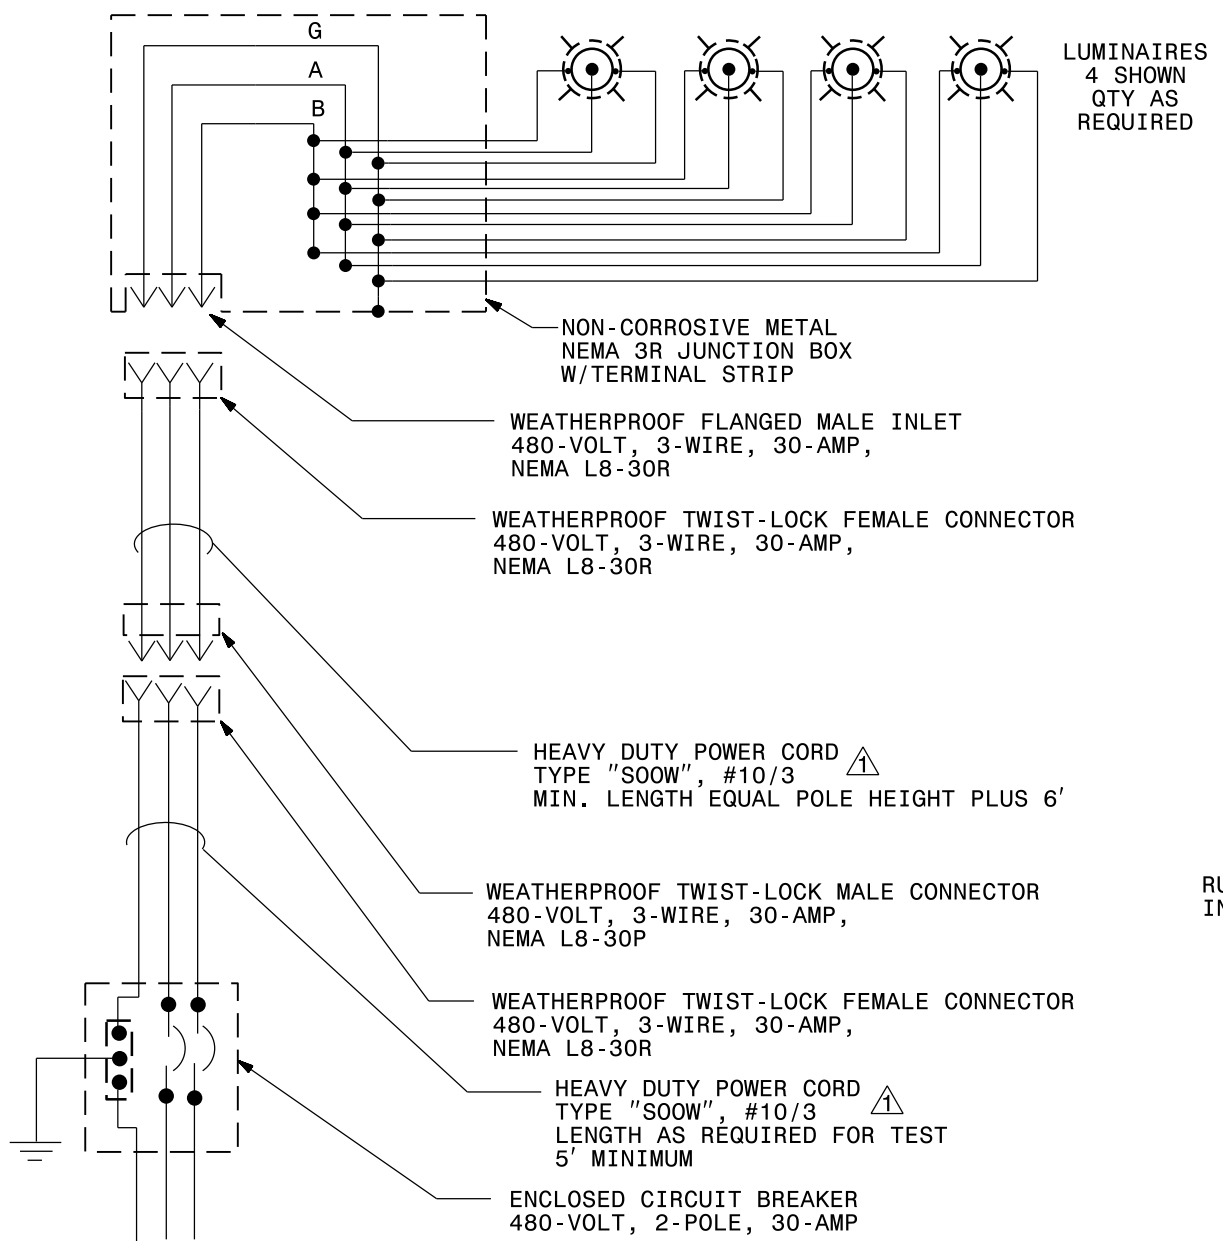 G
A
B
LUMINAIRES
4 SHOWN
QTY AS
REQUIRED
NON-CORROSIVE METAL
NEMA 3R JUNCTION BOX
W/TERMINAL STRIP
WEATHERPROOF FLANGED MALE INLET
480-VOLT, 3-WIRE, 30-AMP,
NEMA L8-30R
WEATHERPROOF TWIST-LOCK FEMALE CONNECTOR
480-VOLT, 3-WIRE, 30-AMP,
NEMA L8-30R
HEAVY DUTY POWER CORD 1
TYPE "SOOW", #10/3
MIN. LENGTH EQUAL POLE HEIGHT PLUS 6'
WEATHERPROOF TWIST-LOCK MALE CONNECTOR
480-VOLT, 3-WIRE, 30-AMP,
NEMA L8-30P
WEATHERPROOF TWIST-LOCK FEMALE CONNECTOR
480-VOLT, 3-WIRE, 30-AMP,
NEMA L8-30R
HEAVY DUTY POWER CORD 1
TYPE "SOOW", #10/3
LENGTH AS REQUIRED FOR TEST
5' MINIMUM
ENCLOSED CIRCUIT BREAKER
480-VOLT, 2-POLE, 30-AMP